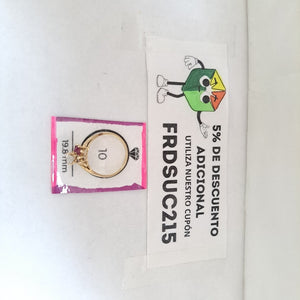 5% DE DESCUENTO
ADICIONAL
UTILIZA NUESTRO CUPÓN
FRDSUC215
10
19.8 mm